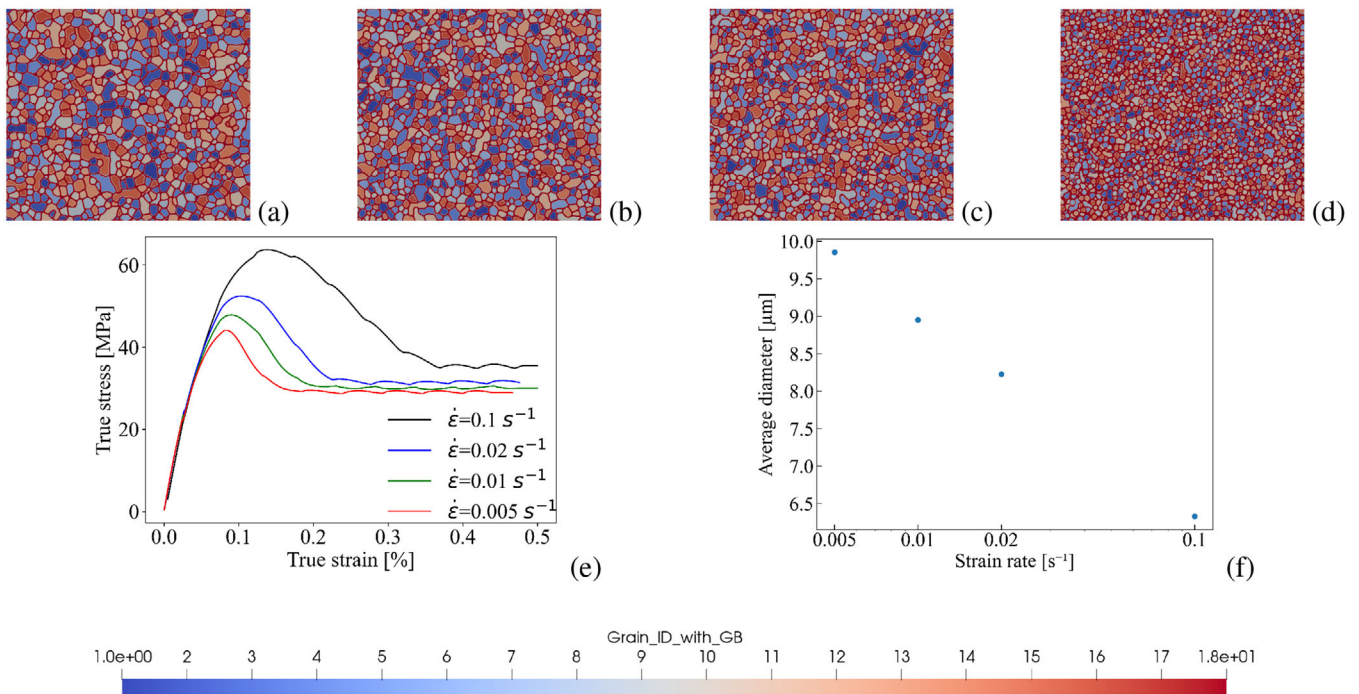 (a)
(b)
(c)
(d)
60
40
20
0
True stress [MPa]
ε̇=0.1 s⁻¹
ε̇=0.02 s⁻¹
ε̇=0.01 s⁻¹
ε̇=0.005 s⁻¹
0.0 0.1 0.2 0.3 0.4 0.5
True strain [%]
(e)
10.0
9.5
9.0
8.5
8.0
7.5
7.0
6.5
Average diameter [μm]
0.005 0.01 0.02 0.1
Strain rate [s⁻¹]
(f)
Grain_ID_with_GB
1.0e+00 2 3 4 5 6 7 8 9 10 11 12 13 14 15 16 17 1.8e+01